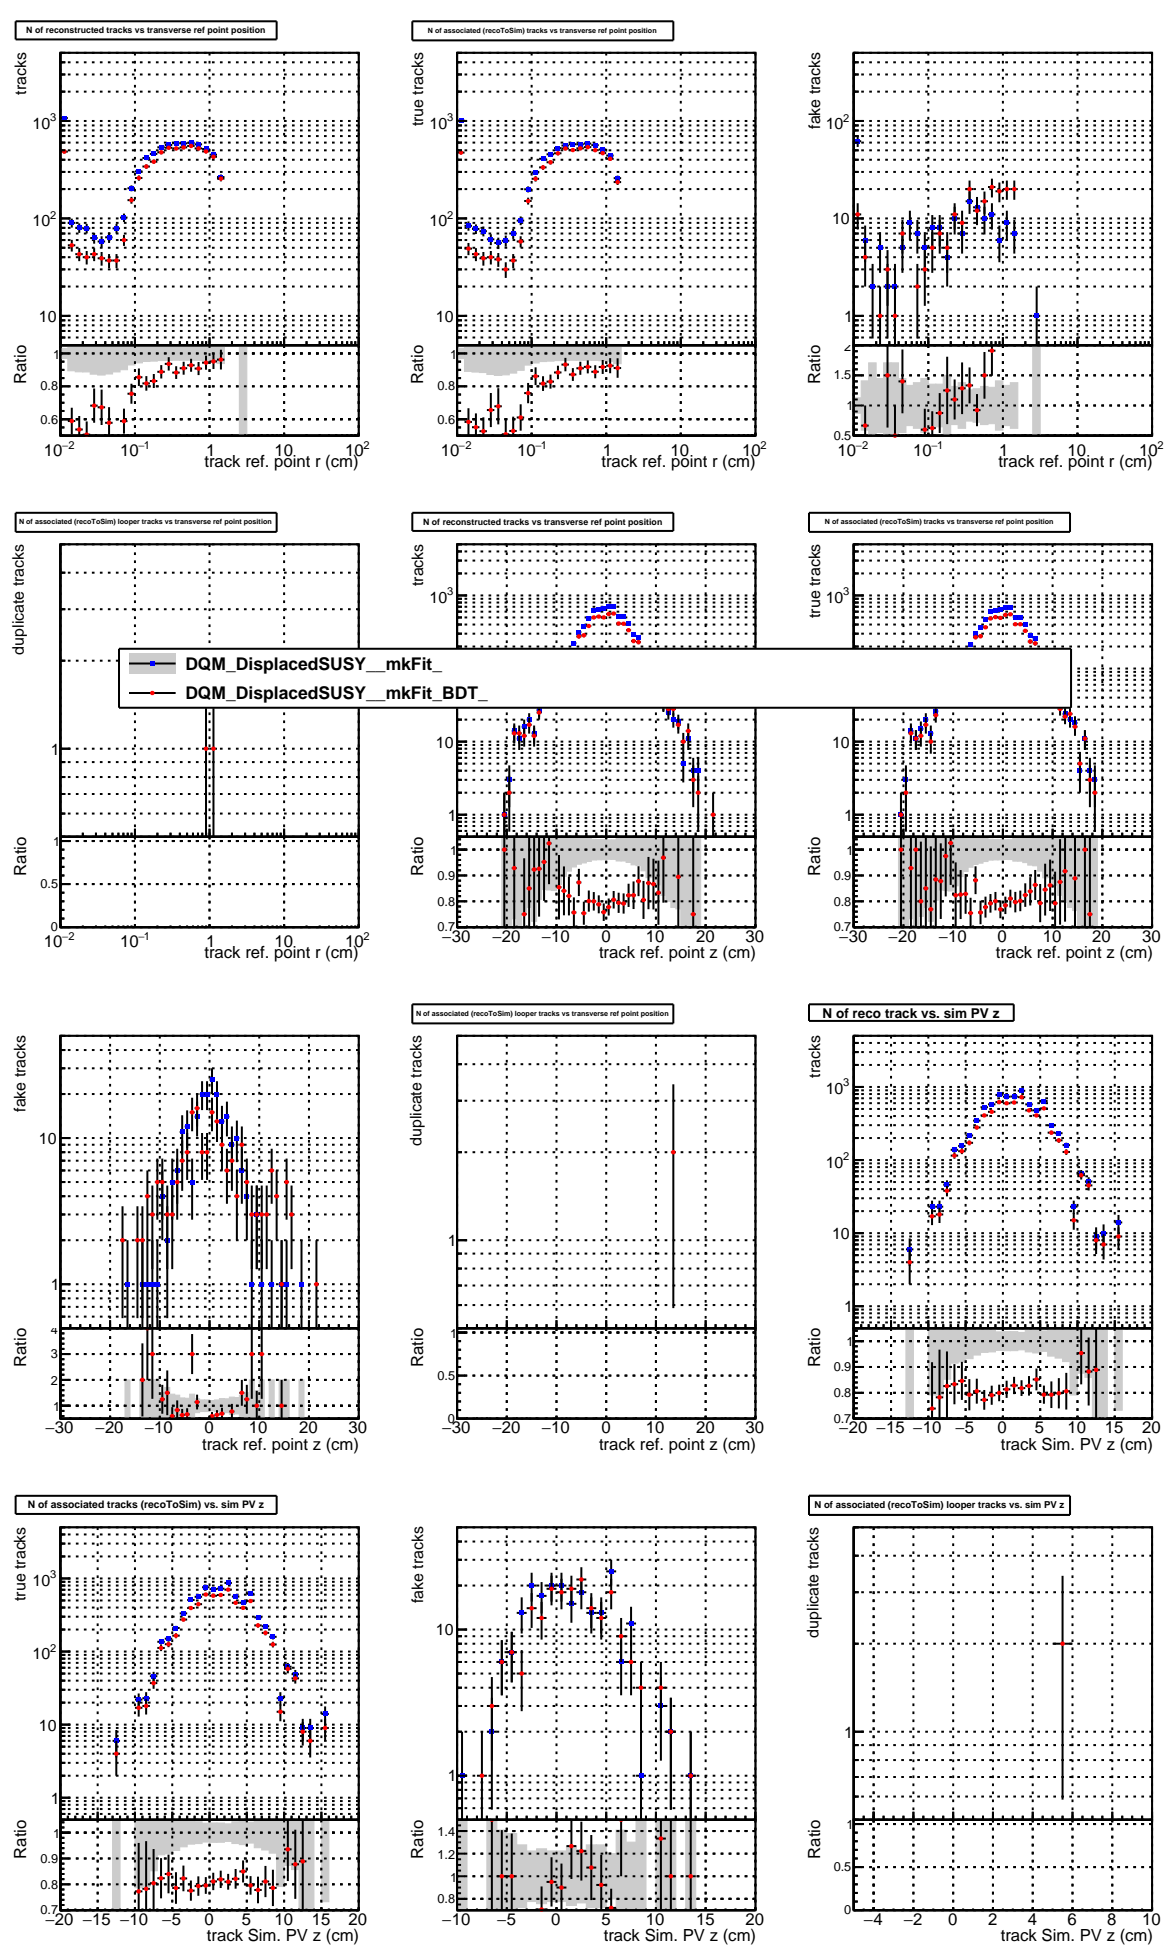 N of reconstructed tracks vs transverse ref point position
N of associated (recoToSim) tracks vs transverse ref point position
tracks
10³
10²
10
Ratio
1
0.8
0.6
10⁻² 10⁻¹ 1 10 10²
track ref. point r (cm)
true tracks
10³
10²
10
Ratio
1
0.8
0.6
10⁻² 10⁻¹ 1 10 10²
track ref. point r (cm)
fake tracks
10²
10
1
Ratio
2
1.5
1
0.5
10⁻² 10⁻¹ 1 10 10²
track ref. point r (cm)
N of associated (recoToSim) looper tracks vs transverse ref point position
N of reconstructed tracks vs transverse ref point position
N of associated (recoToSim) tracks vs transverse ref point position
duplicate tracks
1
Ratio
1
0.5
0
10⁻² 10⁻¹ 1 10 10²
track ref. point r (cm)
tracks
10³
10
1
Ratio
1
0.9
0.8
0.7
−30 −20 −10 0 10 20 30
track ref. point z (cm)
true tracks
10³
10
1
Ratio
1
0.9
0.8
0.7
−30 −20 −10 0 10 20 30
track ref. point z (cm)
DQM_DisplacedSUSY__mkFit_
DQM_DisplacedSUSY__mkFit_BDT_
N of associated (recoToSim) looper tracks vs transverse ref point position
N of reco track vs. sim PV z
fake tracks
10
1
Ratio
4
3
2
1
−30 −20 −10 0 10 20 30
track ref. point z (cm)
duplicate tracks
1
Ratio
1
0.5
0
−30 −20 −10 0 10 20 30
track ref. point z (cm)
tracks
10³
10²
10
1
Ratio
1
0.9
0.8
0.7
−20 −15 −10 −5 0 5 10 15 20
track Sim. PV z (cm)
N of associated tracks (recoToSim) vs. sim PV z
N of associated (recoToSim) looper tracks vs. sim PV z
true tracks
10³
10²
10
1
Ratio
1
0.9
0.8
0.7
−20 −15 −10 −5 0 5 10 15 20
track Sim. PV z (cm)
fake tracks
10
1
Ratio
1.4
1.2
1
0.8
−10 −5 0 5 10 15 20
track Sim. PV z (cm)
duplicate tracks
1
Ratio
1
0.5
0
−4 −2 0 2 4 6 8 10
track Sim. PV z (cm)